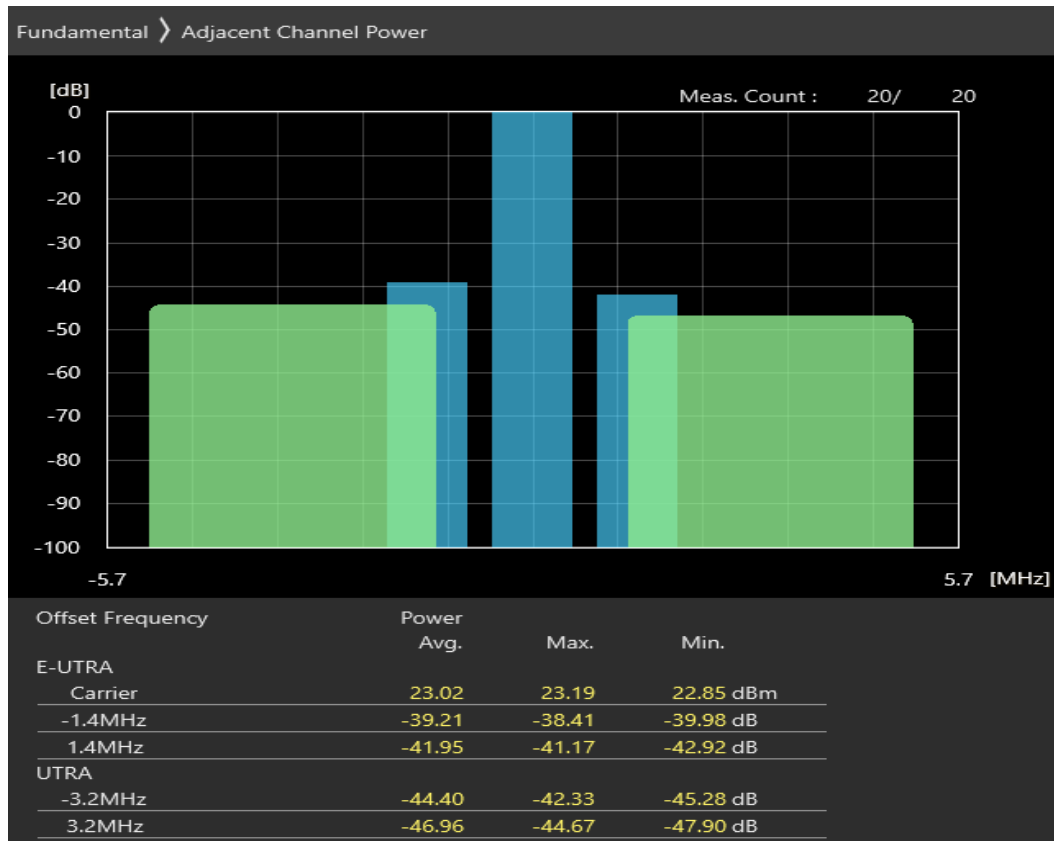 Fundamental 〉 Adjacent Channel Power
[dB]
Meas. Count : 20/ 20
0
-10
-20
-30
-40
-50
-60
-70
-80
-90
-100
-5.7 5.7 [MHz]
Offset Frequency Power
Avg. Max. Min.
E-UTRA
Carrier 23.02 23.19 22.85 dBm
-1.4MHz -39.21 -38.41 -39.98 dB
1.4MHz -41.95 -41.17 -42.92 dB
UTRA
-3.2MHz -44.40 -42.33 -45.28 dB
3.2MHz -46.96 -44.67 -47.90 dB